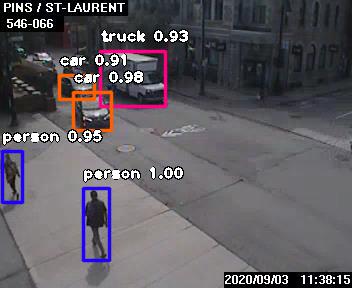 PINS / ST-LAURENT
546-066
truck 0.93
car 0.91
car 0.98
person 0.95
person 1.00
2020/09/03 11:38:15